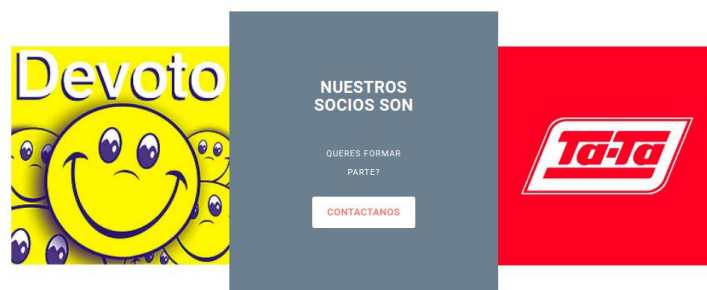 Devoto
NUESTROS
SOCIOS SON
QUERES FORMAR
PARTE?
CONTACTANOS
Ta-Ta